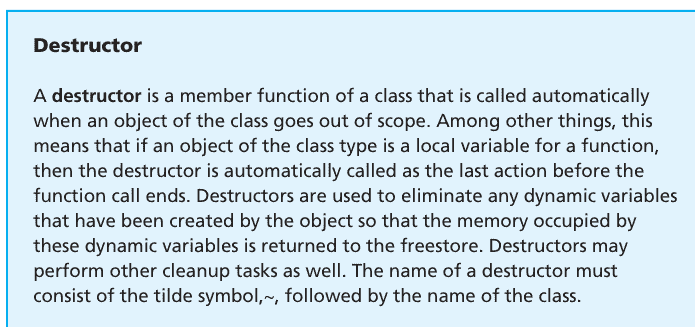 Destructor
A destructor is a member function of a class that is called automatically
when an object of the class goes out of scope. Among other things, this
means that if an object of the class type is a local variable for a function,
then the destructor is automatically called as the last action before the
function call ends. Destructors are used to eliminate any dynamic variables
that have been created by the object so that the memory occupied by
these dynamic variables is returned to the freestore. Destructors may
perform other cleanup tasks as well. The name of a destructor must
consist of the tilde symbol,~, followed by the name of the class.